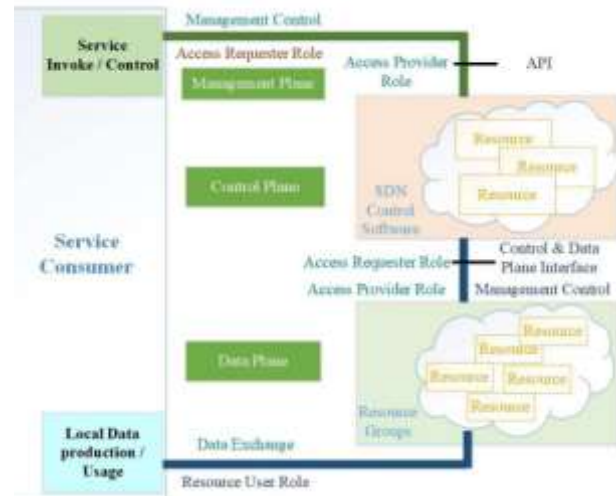 Management Control
Service
Invoke / Control
Access Requester Role
Access Provider
Role
API
Management Plane
Resource
Resource
Resource
Control Plane
SDN
Control
Software
Service
Consumer
Access Requester Role
Control & Data
Plane Interface
Access Provider Role
Management Control
Resource
Resource
Resource
Resource
Resource
Data Plane
Resource
Groups
Local Data
production /
Usage
Data Exchange
Resource User Role